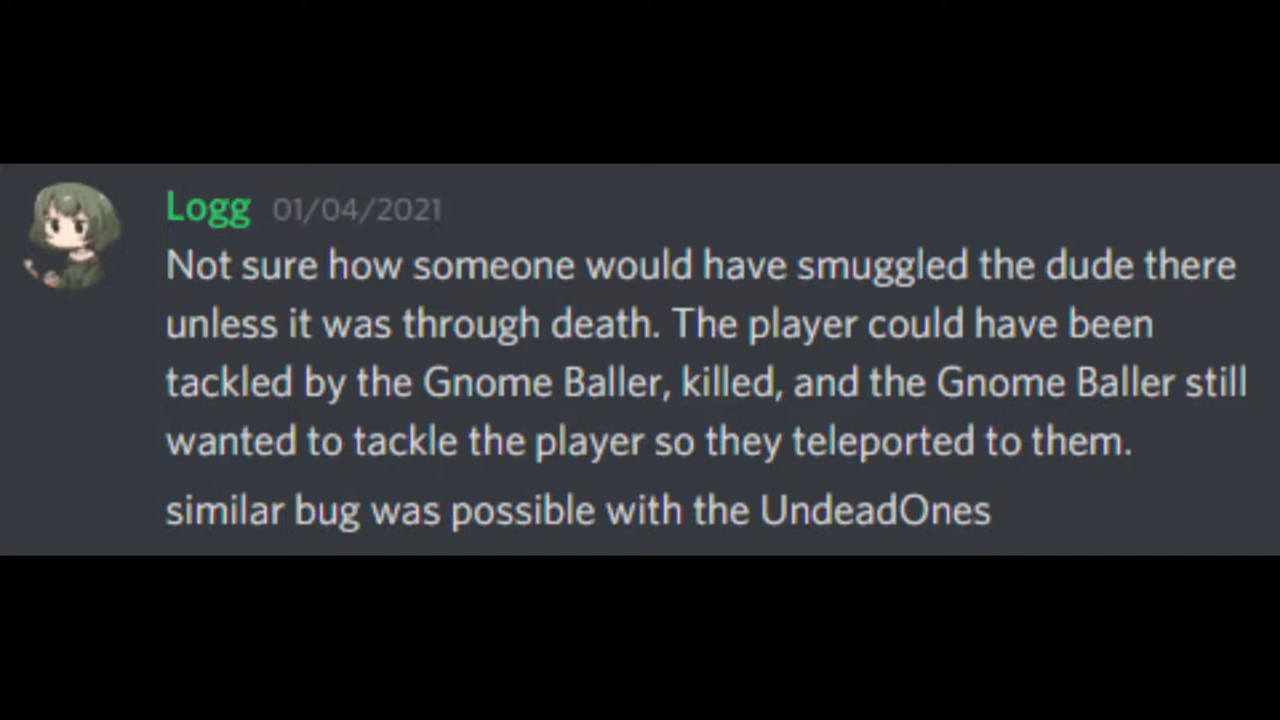 Logg 01/04/2021
Not sure how someone would have smuggled the dude there
unless it was through death. The player could have been
tackled by the Gnome Baller, killed, and the Gnome Baller still
wanted to tackle the player so they teleported to them.
similar bug was possible with the UndeadOnes